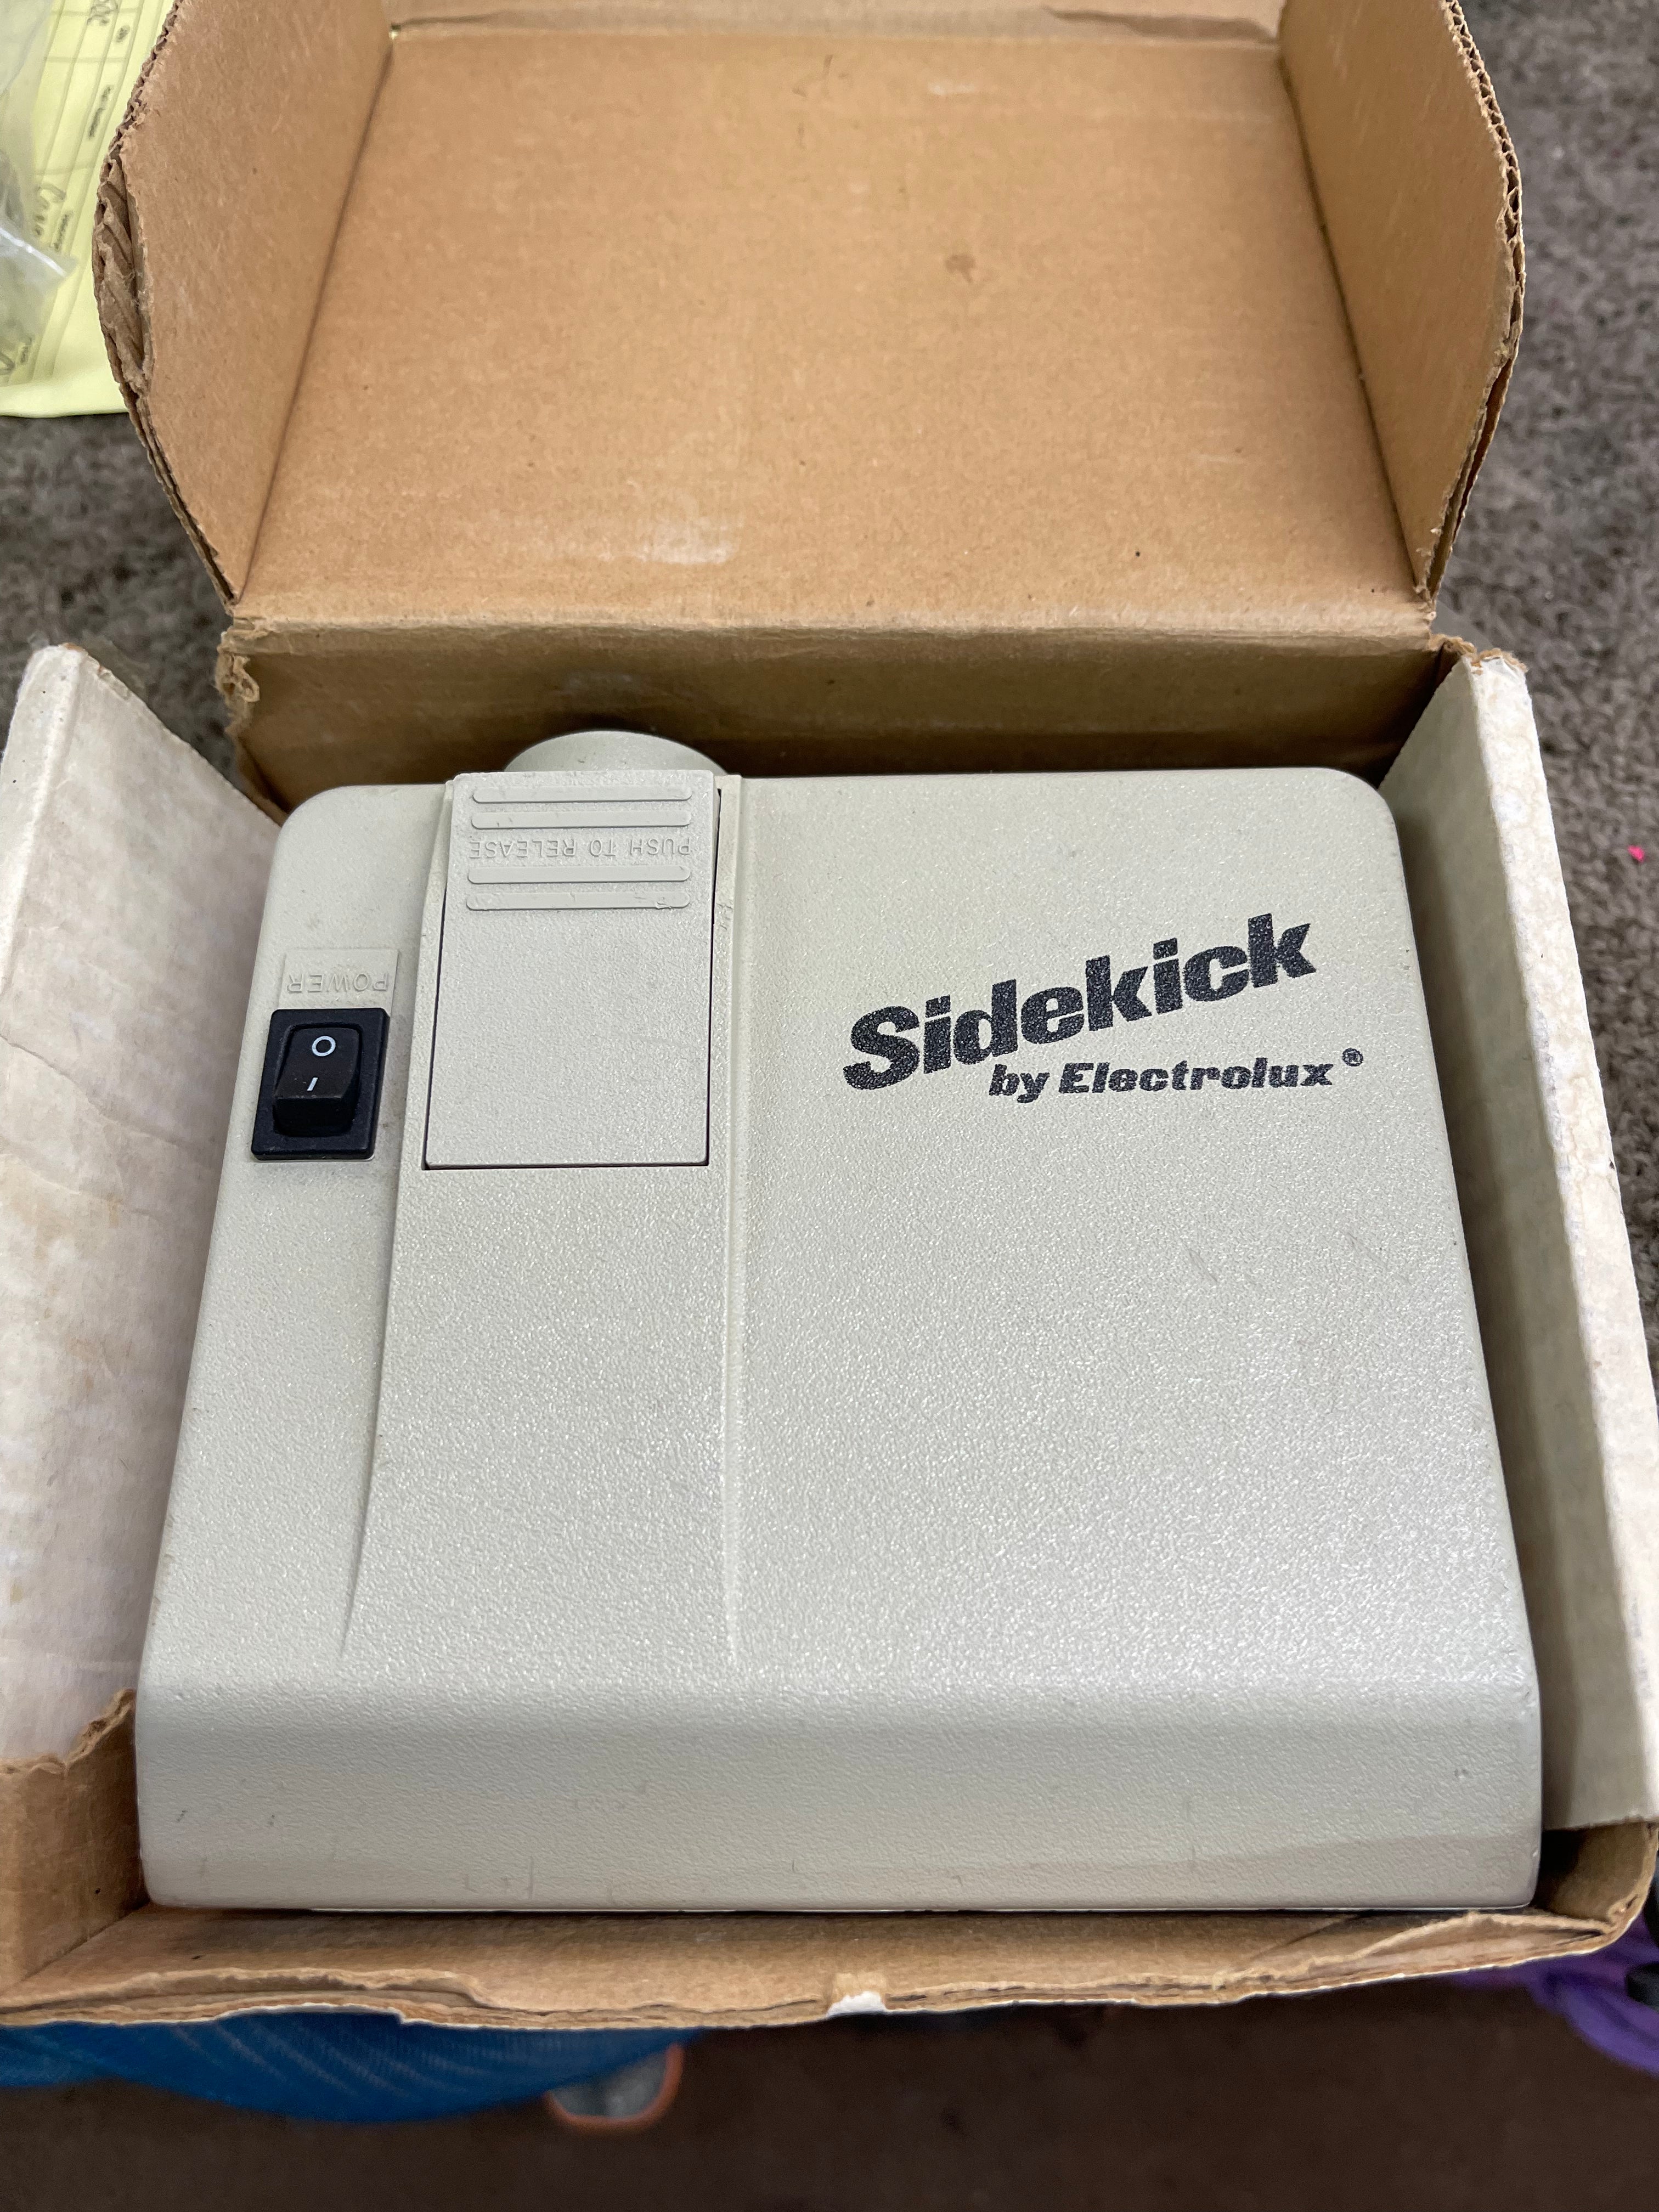 PUSH TO RELEASE
POWER
O
I
Sidekick
by Electrolux®